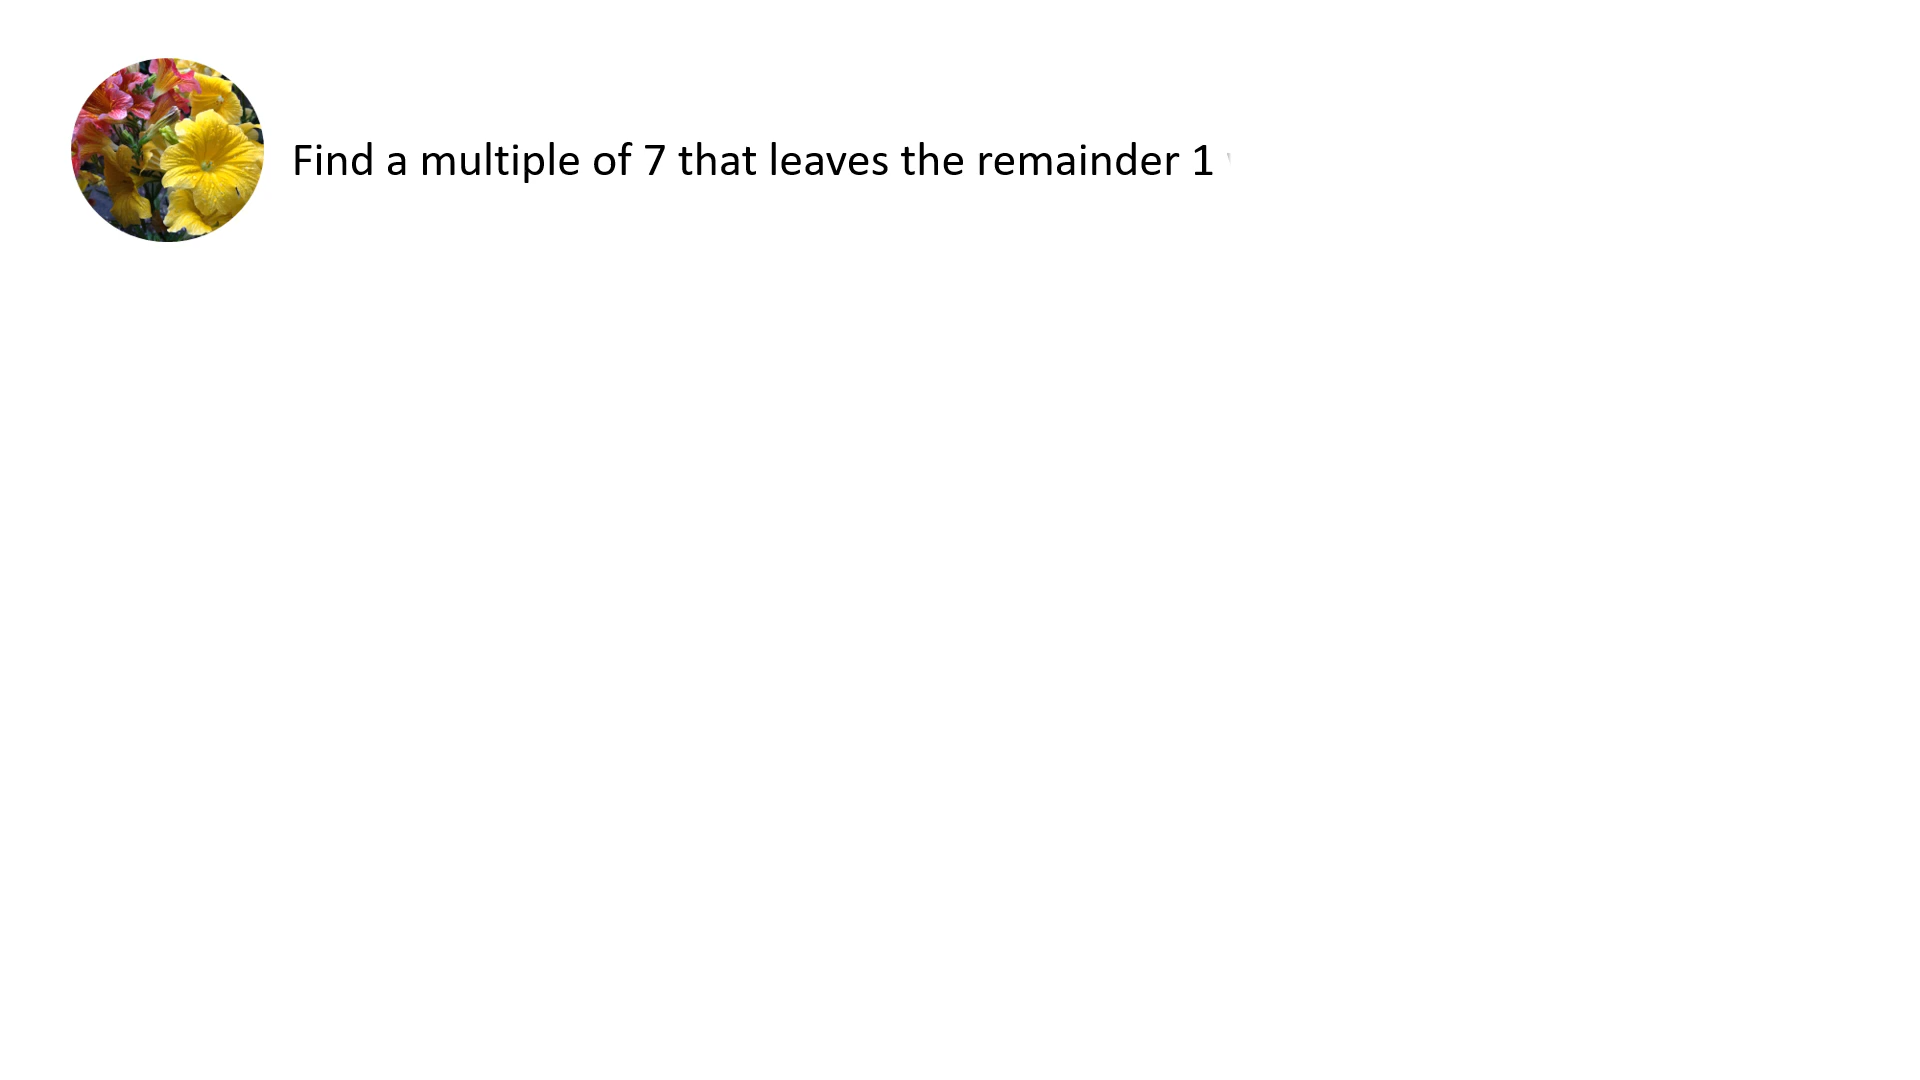 Find a multiple of 7 that leaves the remainder 1